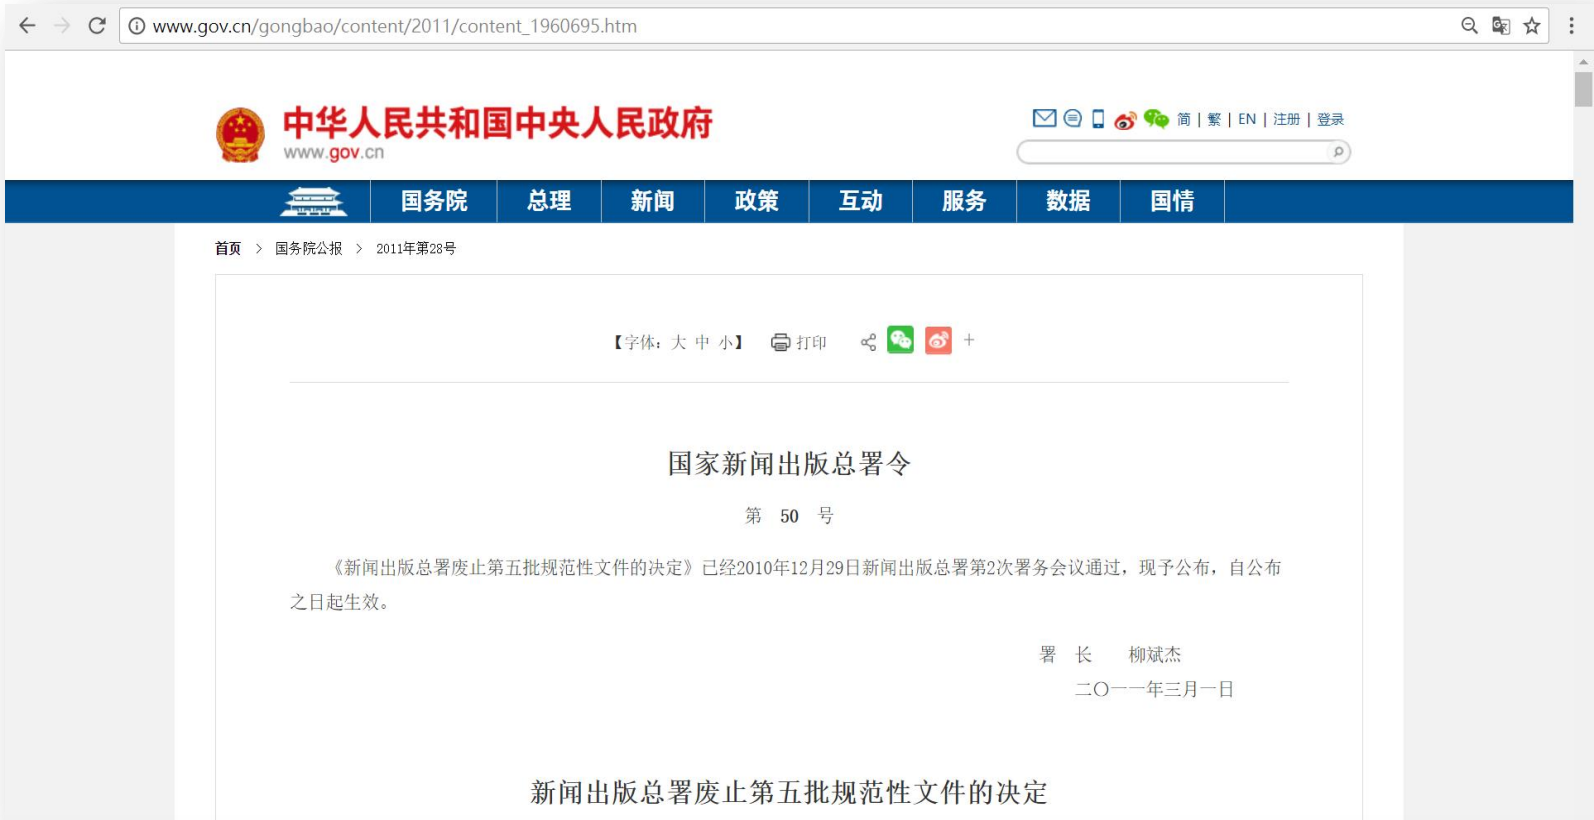 www.gov.cn/gongbao/content/2011/content_1960695.htm
中华人民共和国中央人民政府
www.gov.cn
简 | 繁 | EN | 注册 | 登录
国务院 总理 新闻 政策 互动 服务 数据 国情
首页 > 国务院公报 > 2011年第28号
【字体：大 中 小】 打印 +
国家新闻出版总署令
第 50 号
《新闻出版总署废止第五批规范性文件的决定》已经2010年12月29日新闻出版总署第2次署务会议通过，现予公布，自公布
之日起生效。
署 长 柳斌杰
二〇一一年三月一日
新闻出版总署废止第五批规范性文件的决定